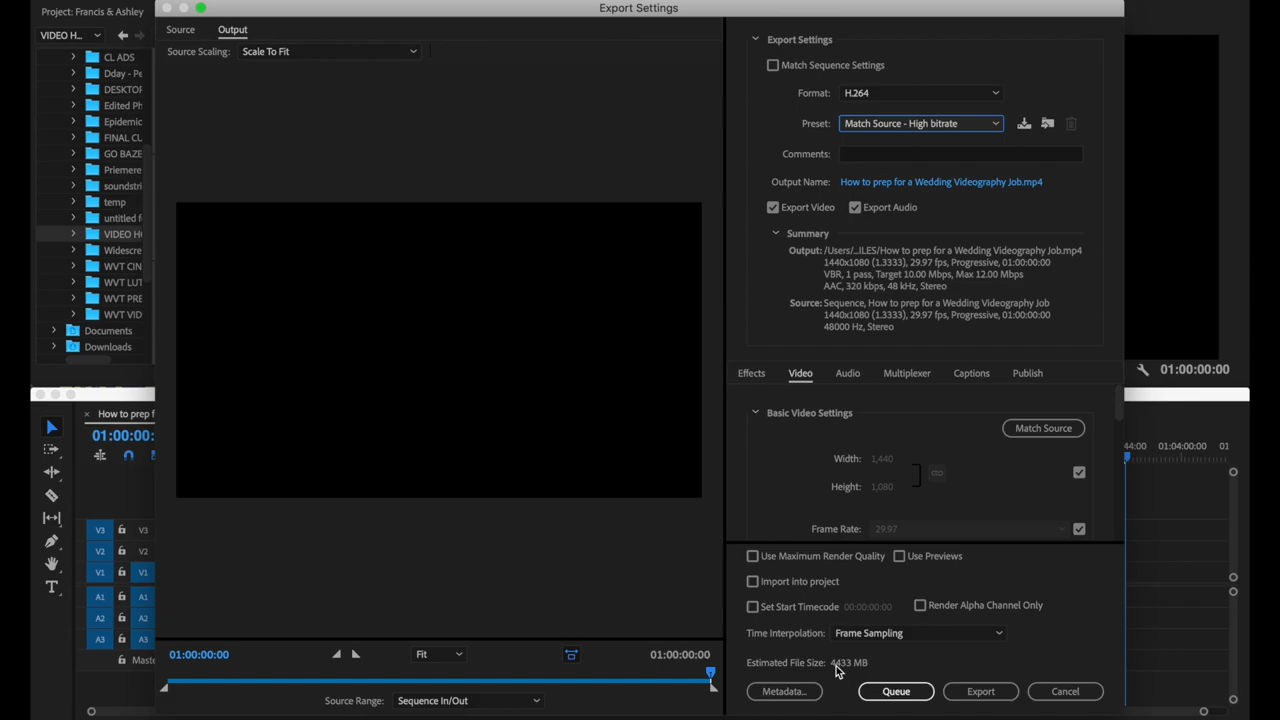 Export Settings
Project: Francis & Ashley
VIDEO H...
CL ADS
Dday - Pe
DESKTOP
Edited Ph
Epidemic
FINAL CU
GO BAZE
Priemere
soundstri
temp
untitled f
VIDEO HO
Widescre
WVT CIN
WVT LUT
WVT PRE
WVT VID
Documents
Downloads
Source
Output
Source Scaling: Scale To Fit
Export Settings
Match Sequence Settings
Format: H.264
Preset: Match Source - High bitrate
Comments:
Output Name: How to prep for a Wedding Videography Job.mp4
Export Video
Export Audio
Summary
Output: /Users/...ILES/How to prep for a Wedding Videography Job.mp4
1440x1080 (1.3333), 29.97 fps, Progressive, 01:00:00:00
VBR, 1 pass, Target 10.00 Mbps, Max 12.00 Mbps
AAC, 320 kbps, 48 kHz, Stereo
Source: Sequence, How to prep for a Wedding Videography Job
1440x1080 (1.3333), 29.97 fps, Progressive, 01:00:00:00
48000 Hz, Stereo
Effects Video Audio Multiplexer Captions Publish
Basic Video Settings
Match Source
Width: 1,440
Height: 1,080
Frame Rate: 29.97
Use Maximum Render Quality Use Previews
Import into project
Set Start Timecode 00:00:00:00 Render Alpha Channel Only
Time Interpolation: Frame Sampling
Estimated File Size: 4433 MB
Metadata... Queue Export Cancel
01:00:00:00
Fit
01:00:00:00
Source Range: Sequence In/Out
× How to prep f
01:00:00:
V3 V3
V2 V2
V1 V1
A1 A1
A2 A2
A3 A3
Maste
01:00:00:00
44:00 01:04:00:00 01